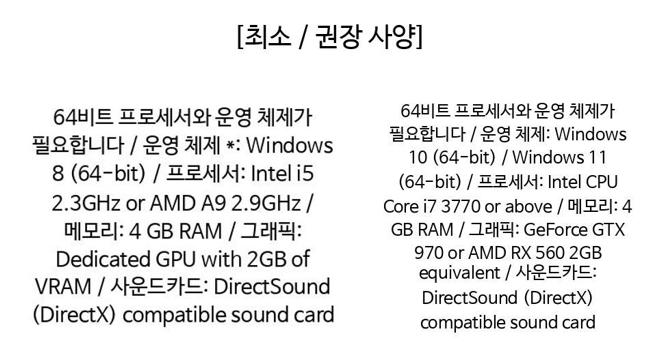 [최소 / 권장 사양]
64비트 프로세서와 운영 체제가
필요합니다 / 운영 체제 *: Windows
8 (64-bit) / 프로세서: Intel i5
2.3GHz or AMD A9 2.9GHz /
메모리: 4 GB RAM / 그래픽:
Dedicated GPU with 2GB of
VRAM / 사운드카드: DirectSound
(DirectX) compatible sound card
64비트 프로세서와 운영 체제가
필요합니다 / 운영 체제: Windows
10 (64-bit) / Windows 11
(64-bit) / 프로세서: Intel CPU
Core i7 3770 or above / 메모리: 4
GB RAM / 그래픽: GeForce GTX
970 or AMD RX 560 2GB
equivalent / 사운드카드:
DirectSound (DirectX)
compatible sound card